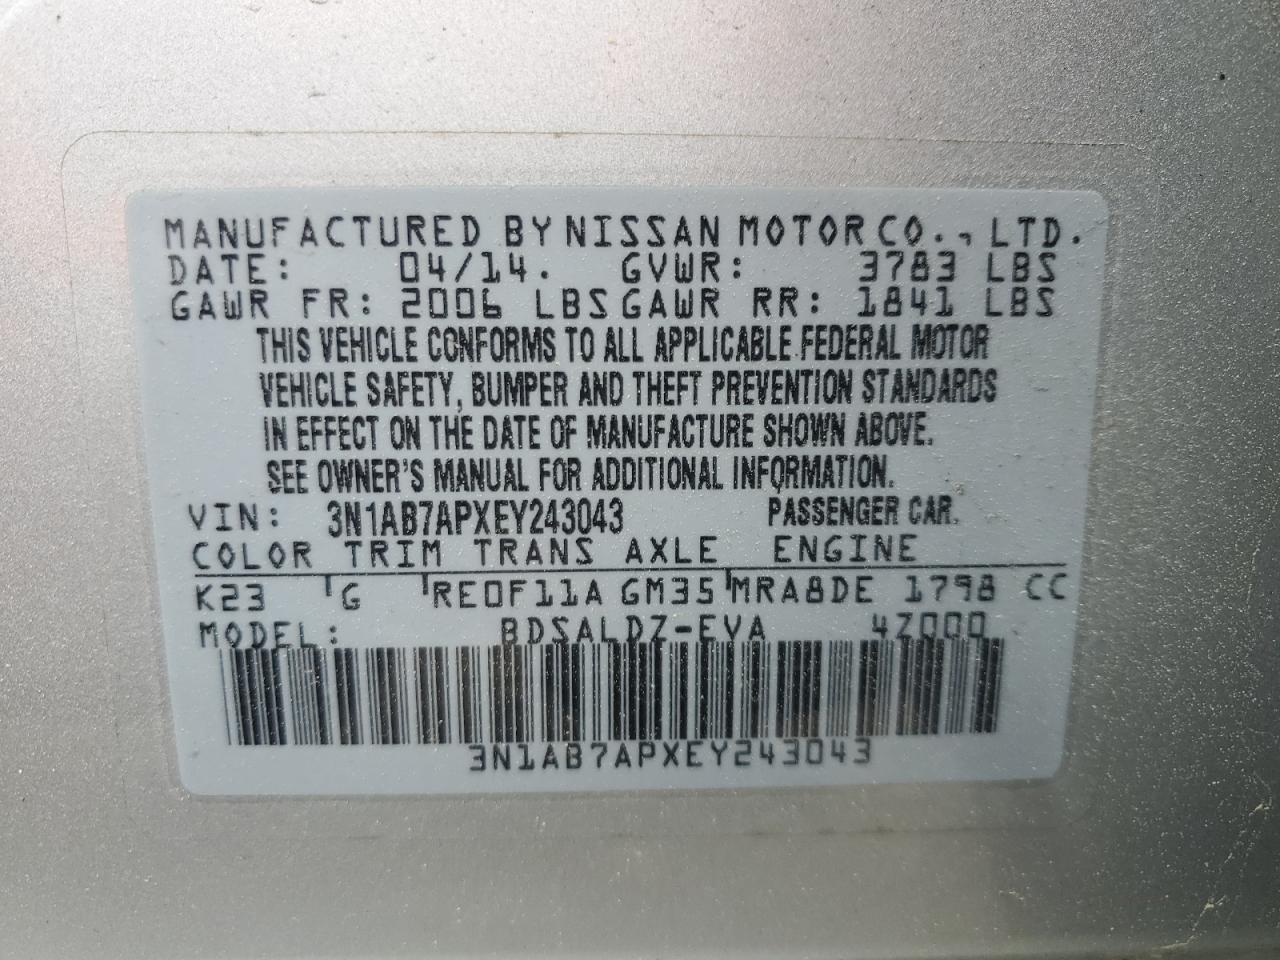 MANUFACTURED BY NISSAN MOTOR CO., LTD.
DATE: 04/14. GVWR: 3783 LBS
GAWR FR: 2006 LBS GAWR RR: 1841 LBS
THIS VEHICLE CONFORMS TO ALL APPLICABLE FEDERAL MOTOR
VEHICLE SAFETY, BUMPER AND THEFT PREVENTION STANDARDS
IN EFFECT ON THE DATE OF MANUFACTURE SHOWN ABOVE.
SEE OWNER'S MANUAL FOR ADDITIONAL INFORMATION.
VIN: 3N1AB7APXEY243043 PASSENGER CAR.
COLOR TRIM TRANS AXLE ENGINE
K23 G RE0F11A GM35 MRA8DE 1798 CC
MODEL: BDSALDZ-EVA 4Z000
3N1AB7APXEY243043